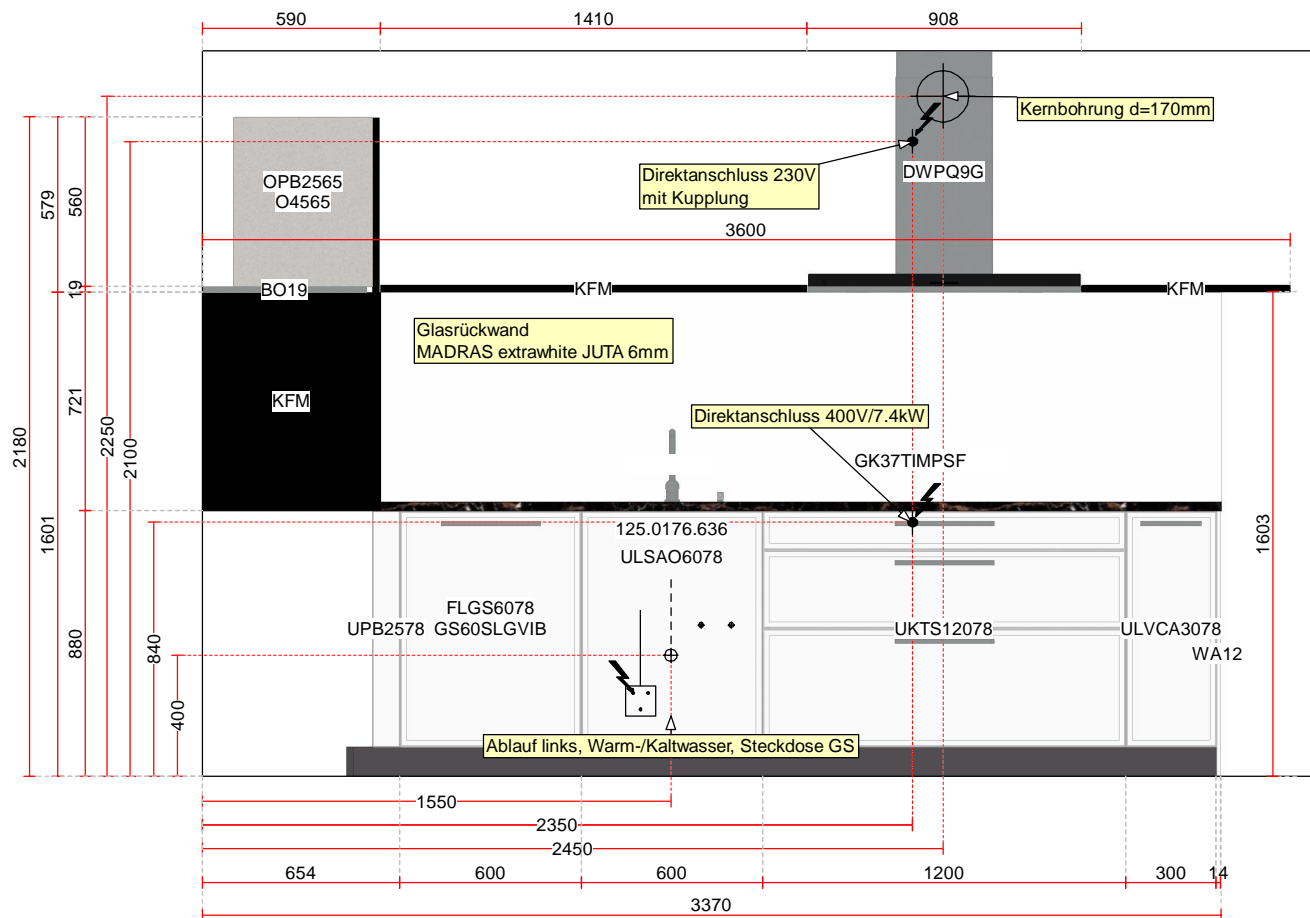 590
1410
908
Kernbohrung d=170mm
Direktanschluss 230V
mit Kupplung
DWPQ9G
OPB2565
O4565
579
560
3600
19
BO19
KFM
KFM
Glasrückwand
MADRAS extrawhite JUTA 6mm
KFM
721
2180
2250
2100
Direktanschluss 400V/7.4kW
GK37TIMPSF
1601
1603
125.0176.636
ULSAO6078
880
840
UPB2578
FLGS6078
GS60SLGVIB
UKTS12078
ULVCA3078
WA12
400
Ablauf links, Warm-/Kaltwasser, Steckdose GS
1550
2350
2450
654
600
600
1200
300
14
3370